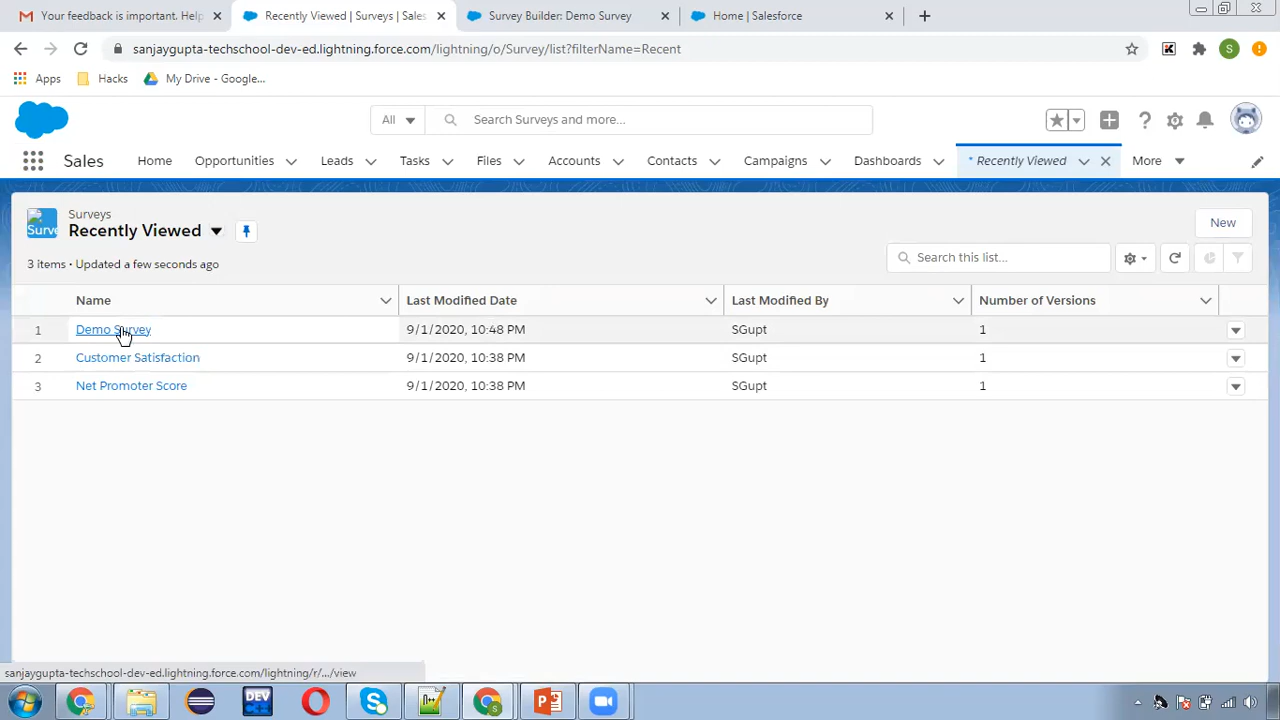 Your feedback is important. Help
Recently Viewed | Surveys | Sales
Survey Builder: Demo Survey
Home | Salesforce
sanjaygupta-techschool-dev-ed.lightning.force.com/lightning/o/Survey/list?filterName=Recent
K
S
Apps
Hacks
My Drive - Google...
All
Search Surveys and more...
Sales
Home
Opportunities
Leads
Tasks
Files
Accounts
Contacts
Campaigns
Dashboards
* Recently Viewed
More
Surveys
Recently Viewed
New
3 items • Updated a few seconds ago
Search this list...
Name
Last Modified Date
Last Modified By
Number of Versions
1
Demo Survey
9/1/2020, 10:48 PM
SGupt
1
2
Customer Satisfaction
9/1/2020, 10:38 PM
SGupt
1
3
Net Promoter Score
9/1/2020, 10:38 PM
SGupt
1
sanjaygupta-techschool-dev-ed.lightning.force.com/lightning/r/.../view
DEV